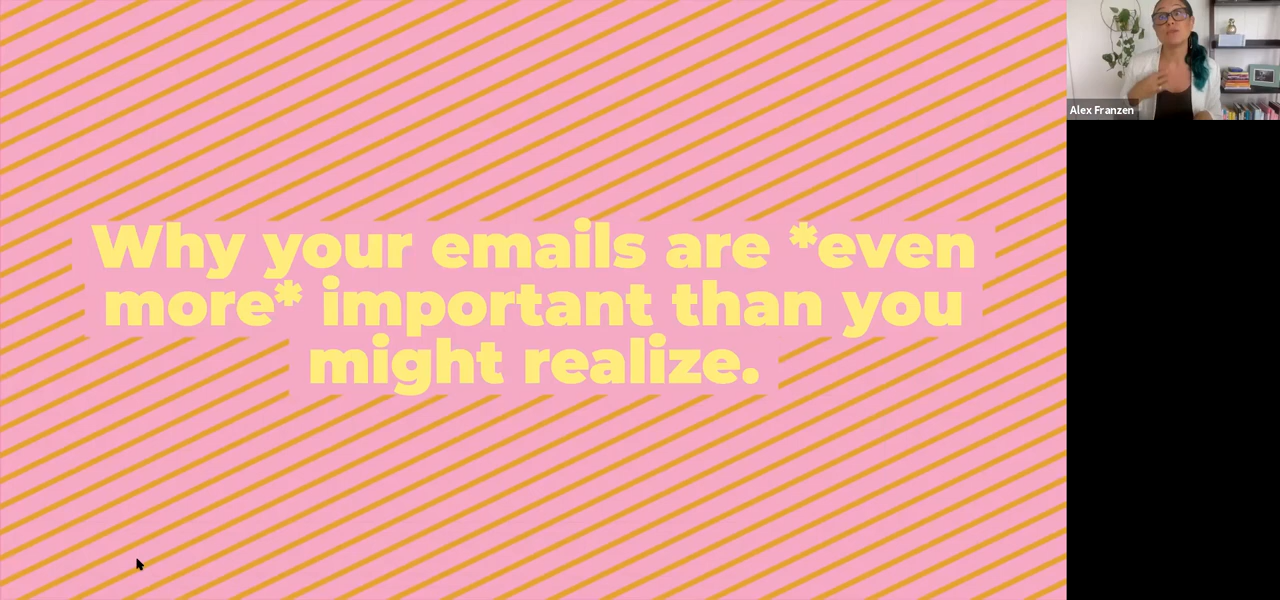 Why your emails are *even
more* important than you
might realize.
Alex Franzen